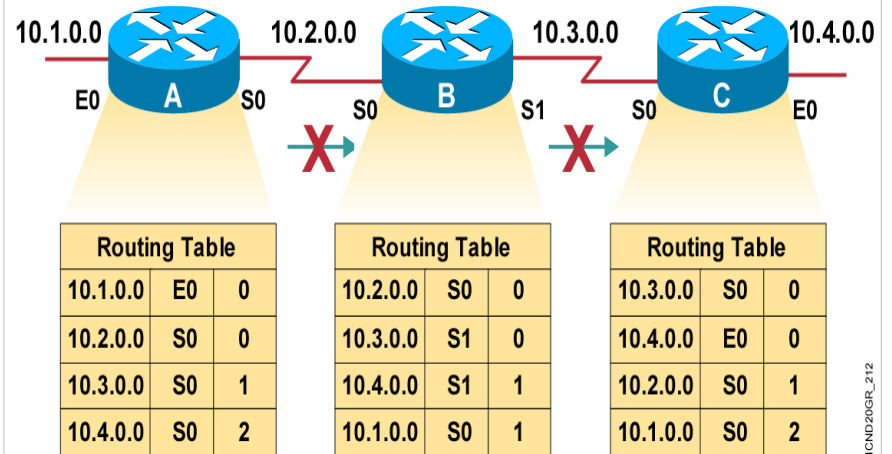 10.1.0.0 10.2.0.0 10.3.0.0 10.4.0.0
E0 A S0 S0 B S1 S0 C E0
X X
Routing Table
10.1.0.0 E0 0
10.2.0.0 S0 0
10.3.0.0 S0 1
10.4.0.0 S0 2
Routing Table
10.2.0.0 S0 0
10.3.0.0 S1 0
10.4.0.0 S1 1
10.1.0.0 S0 1
Routing Table
10.3.0.0 S0 0
10.4.0.0 E0 0
10.2.0.0 S0 1
10.1.0.0 S0 2
ICND20GR_212